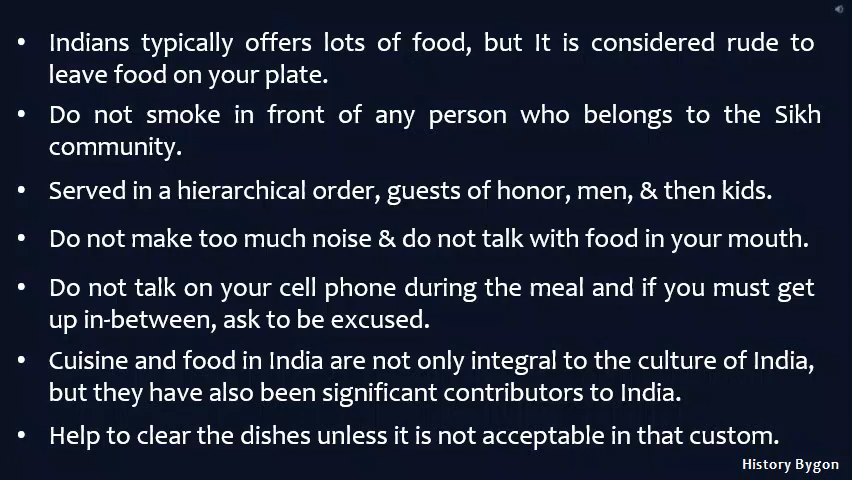 • Indians typically offers lots of food, but It is considered rude to
leave food on your plate.
• Do not smoke in front of any person who belongs to the Sikh
community.
• Served in a hierarchical order, guests of honor, men, & then kids.
• Do not make too much noise & do not talk with food in your mouth.
• Do not talk on your cell phone during the meal and if you must get
up in-between, ask to be excused.
• Cuisine and food in India are not only integral to the culture of India,
but they have also been significant contributors to India.
• Help to clear the dishes unless it is not acceptable in that custom.
History Bygon